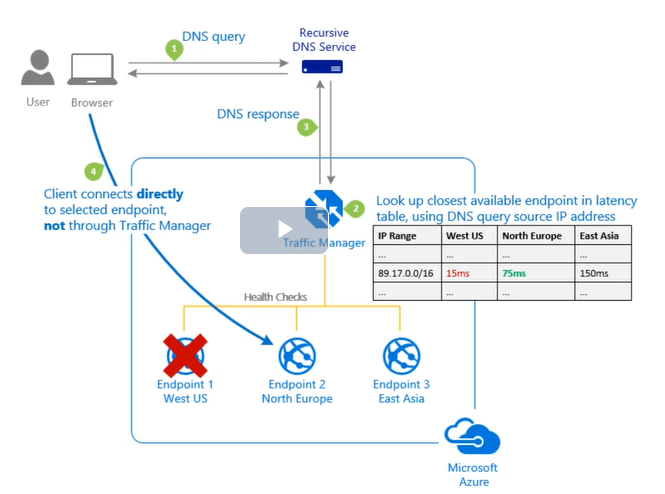 1
DNS query
Recursive
DNS Service
User
Browser
DNS response
3
4
Client connects directly
to selected endpoint,
not through Traffic Manager
2
Look up closest available endpoint in latency
table, using DNS query source IP address
Traffic Manager
IP Range West US North Europe East Asia
... ... ... ...
89.17.0.0/16 15ms 75ms 150ms
... ... ... ...
Health Checks
Endpoint 1
West US
Endpoint 2
North Europe
Endpoint 3
East Asia
Microsoft
Azure